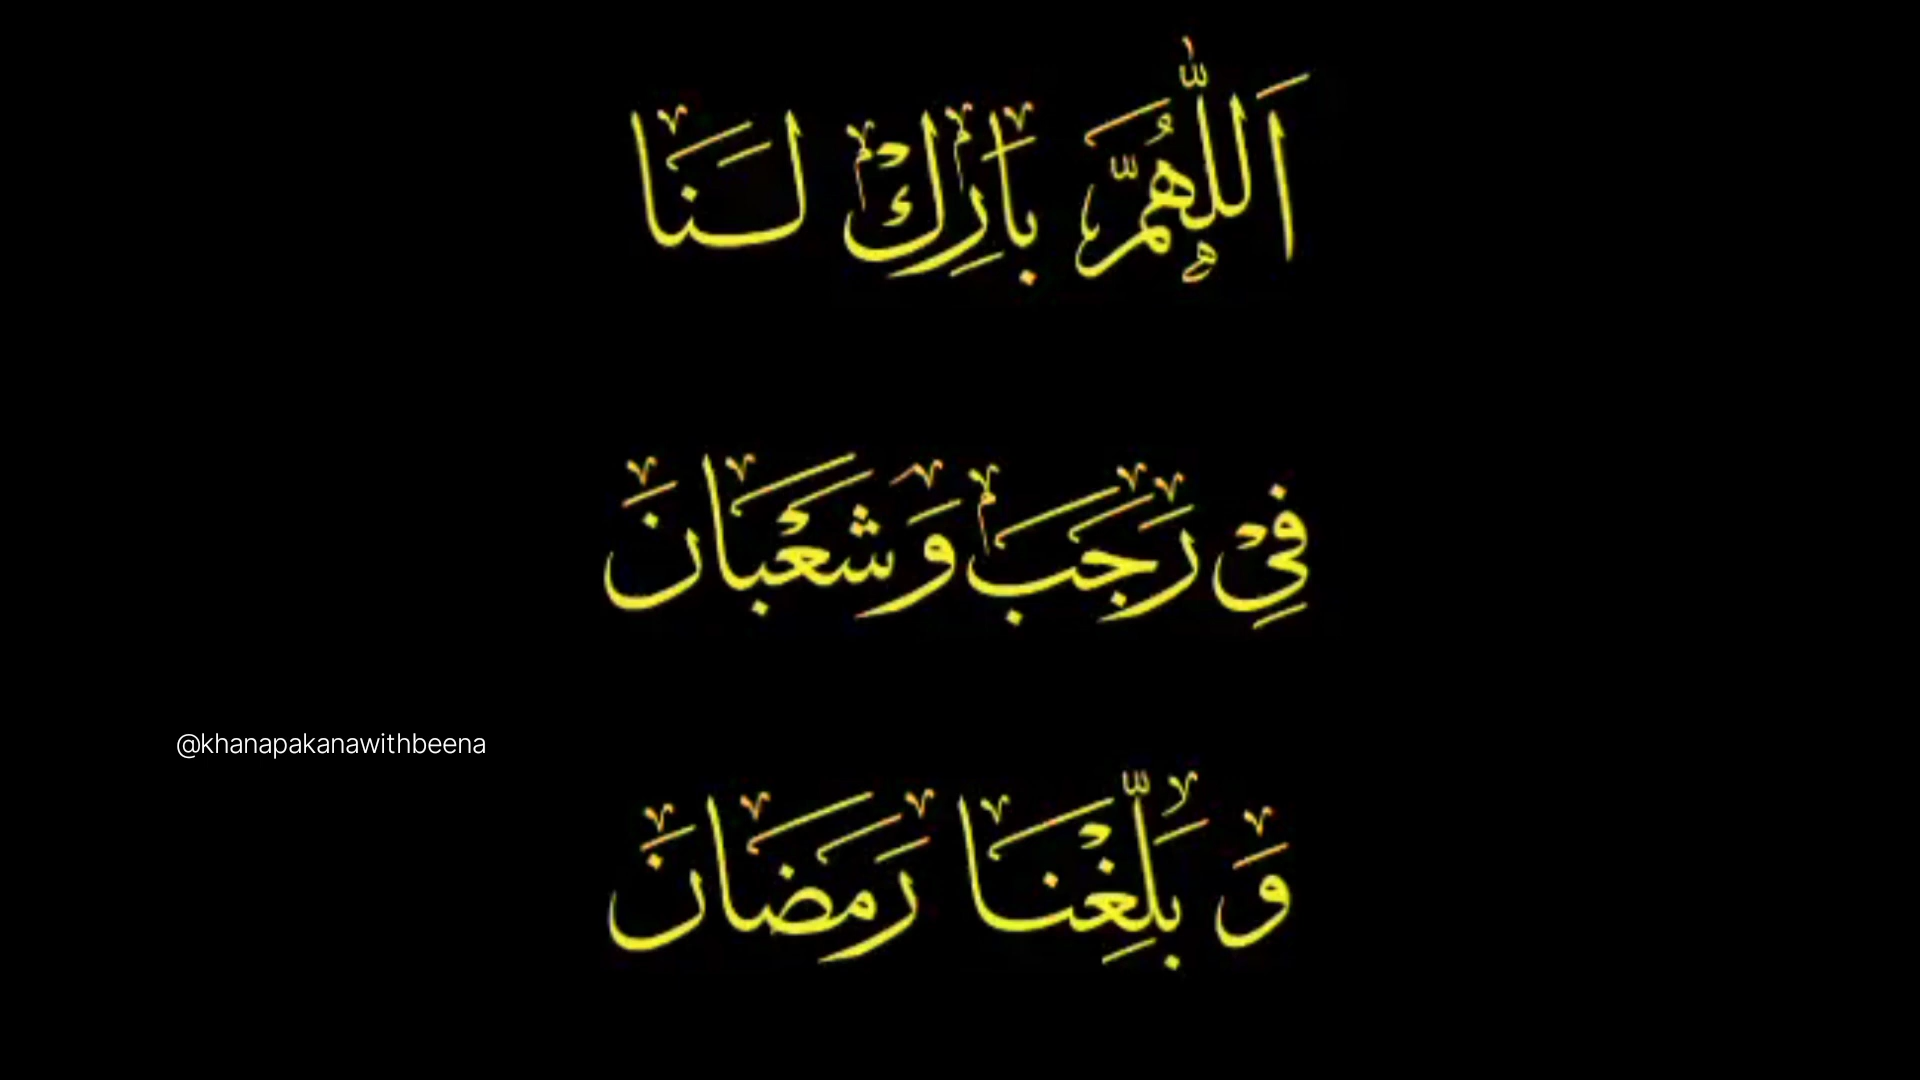 اَللّٰهُمَّ بَارِكْ لَنَا
فِيْ رَجَبَ وَ شَعْبَانَ
@khanapakanawithbeena
وَ بَلِّغْنَا رَمَضَانَ